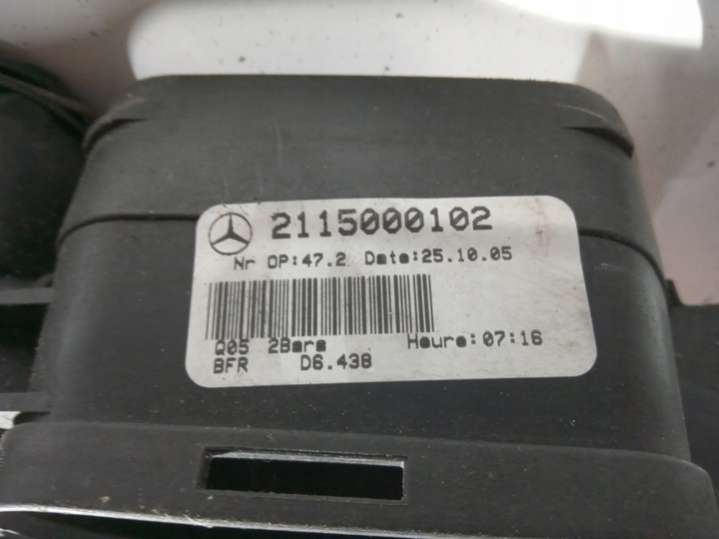 2115000102
Nr OP:47.2 Date:25.10.05
Q05 2Bars Heure:07:16
BFR D6.438